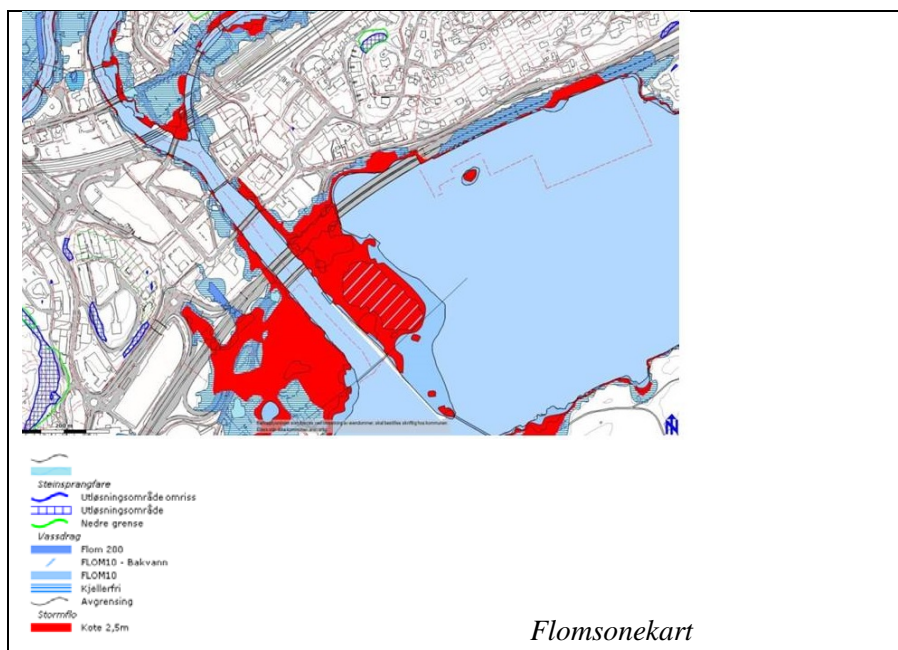 200 m
Steinsprangfare
Utløsningsområde omriss
Utløsningsområde
Nedre grense
Vassdrag
Flom 200
FLOM10 - Bakvann
FLOM10
Kjellerfri
Avgrensing
Stormflo
Kote 2,5m
Flomsonekart